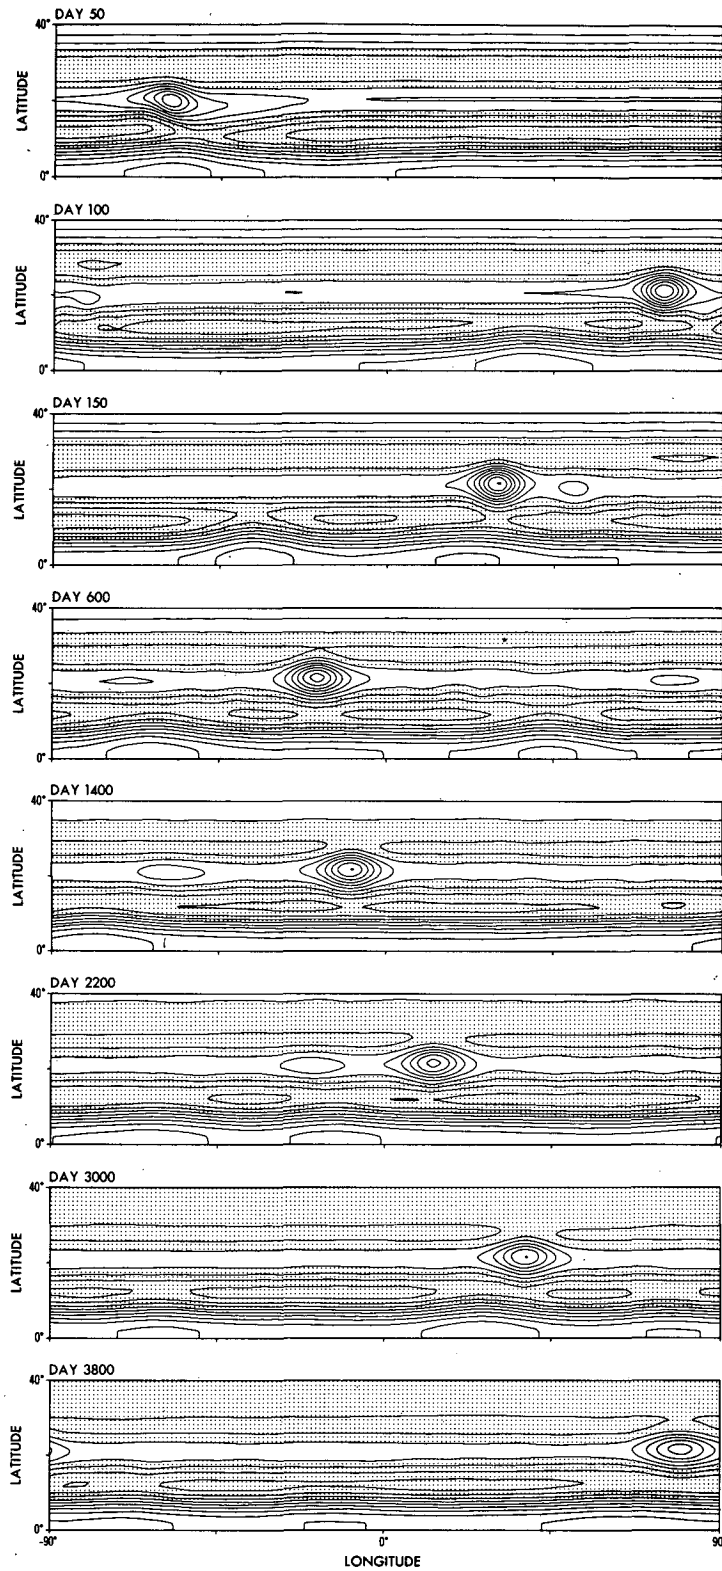 DAY 50
40°
LATITUDE
0°
DAY 100
40°
LATITUDE
0°
DAY 150
40°
LATITUDE
0°
DAY 600
40°
LATITUDE
0°
DAY 1400
40°
LATITUDE
0°
DAY 2200
40°
LATITUDE
0°
DAY 3000
40°
LATITUDE
0°
DAY 3800
40°
LATITUDE
0°
-90° 0° 90°
LONGITUDE